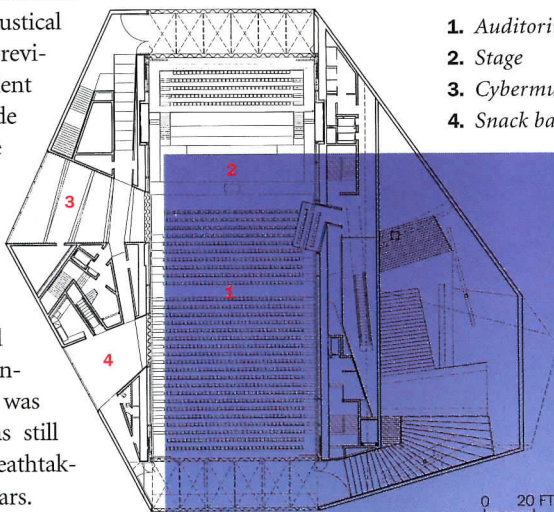 ustical
revi-
ent
de
n-
was
as still
eathtak-
ars.
1. Auditori
2. Stage
3. Cybermu
4. Snack ba
2
3
1
4
0 20 FT